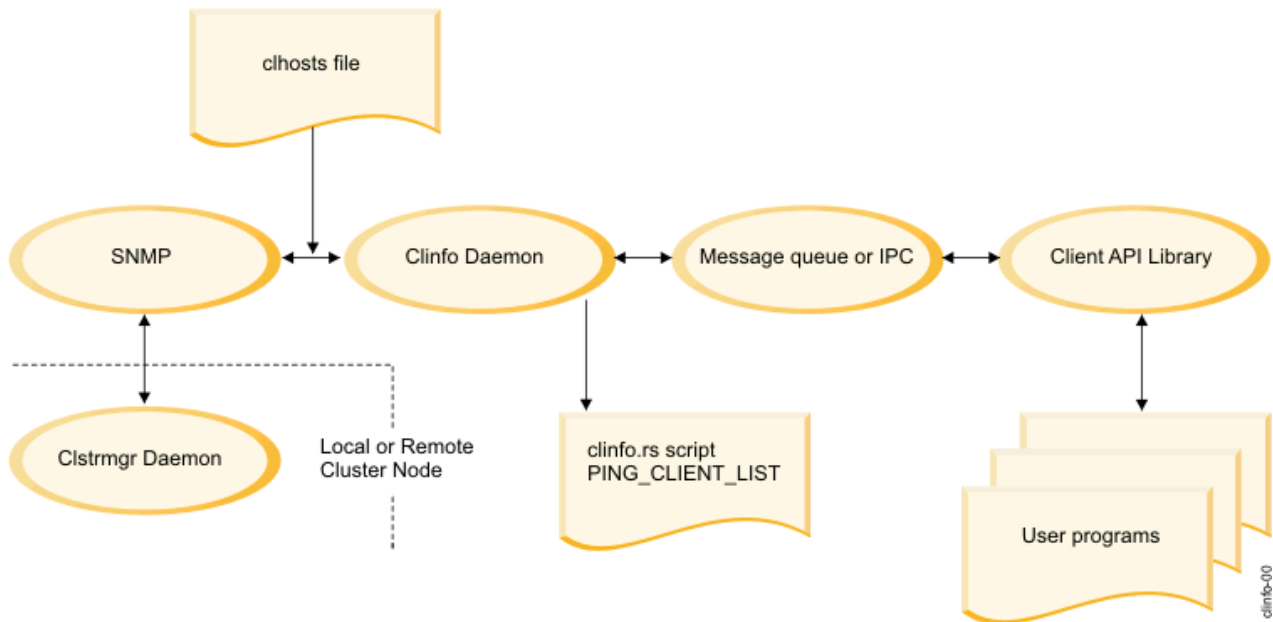 clhosts file
SNMP
Clinfo Daemon
Message queue or IPC
Client API Library
Clstrmgr Daemon
Local or Remote
Cluster Node
clinfo.rs script
PING_CLIENT_LIST
User programs
clinfo-00